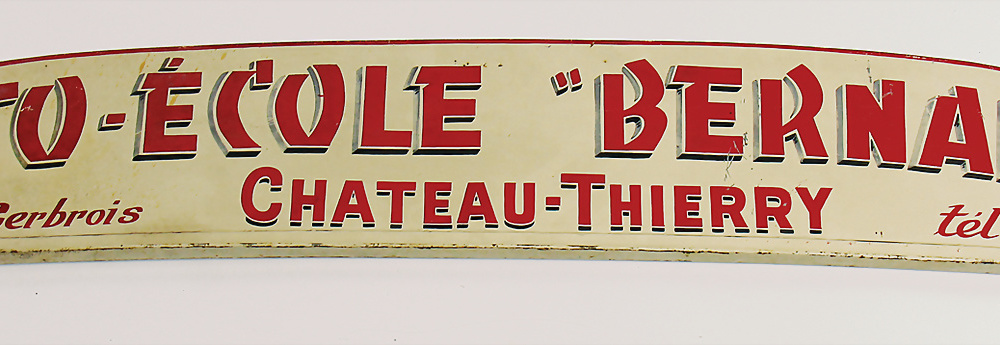 TO-ÉCOLE "BERNA
Gerbrois CHATEAU-THIERRY tél